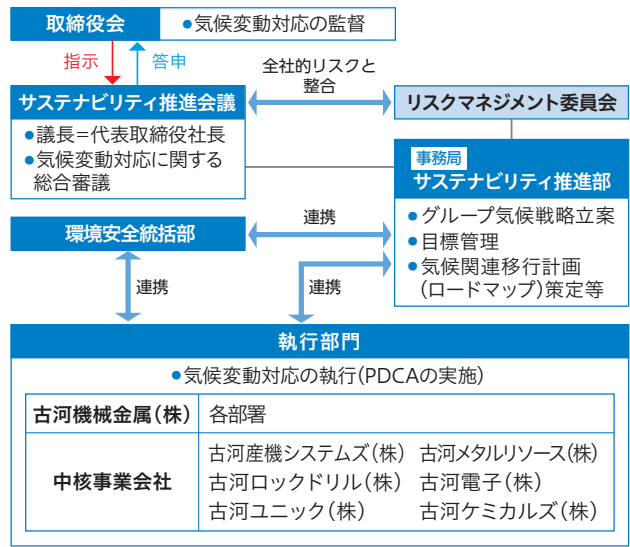 取締役会
●気候変動対応の監督
指示
答申
サステナビリティ推進会議
●議長=代表取締役社長
●気候変動対応に関する
総合審議
全社的リスクと
整合
リスクマネジメント委員会
事務局
サステナビリティ推進部
●グループ気候戦略立案
●目標管理
●気候関連移行計画
(ロードマップ)策定等
環境安全統括部
連携
連携
連携
執行部門
●気候変動対応の執行(PDCAの実施)
古河機械金属(株) 各部署
中核事業会社
古河産機システムズ(株) 古河メタルリソース(株)
古河ロックドリル(株) 古河電子(株)
古河ユニック(株) 古河ケミカルズ(株)